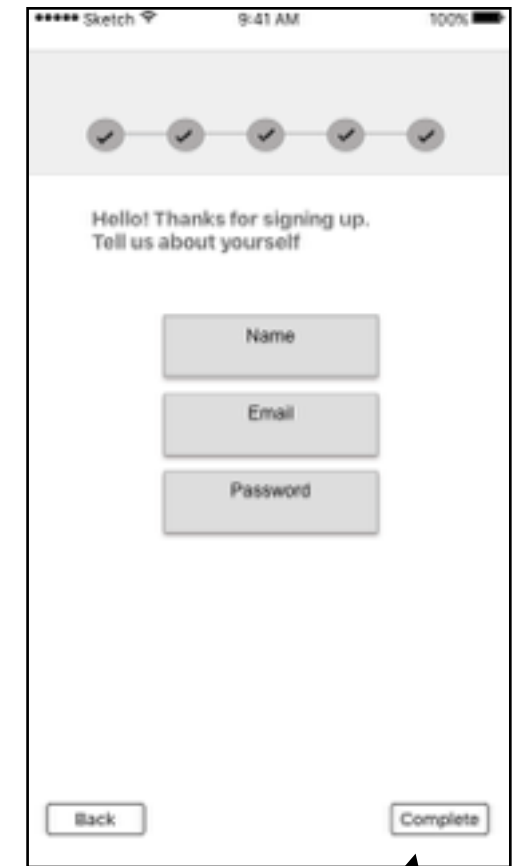 Sketch 9:41 AM 100%
Hello! Thanks for signing up.
Tell us about yourself
Name
Email
Password
Back Complete